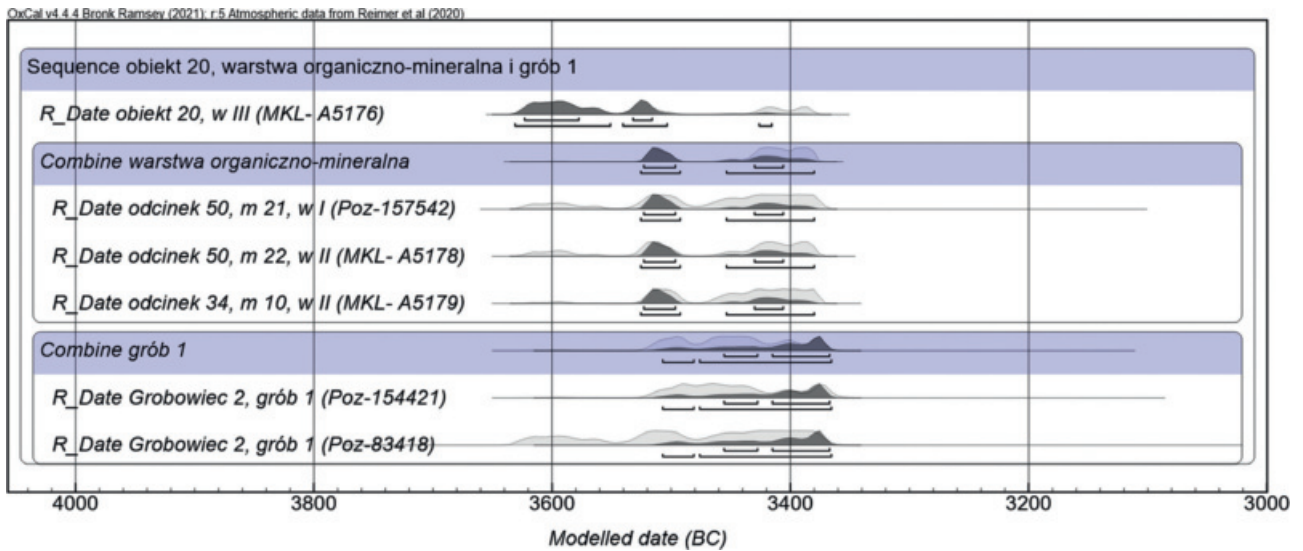 OxCal v4.4.4 Bronk Ramsey (2021); r:5 Atmospheric data from Reimer et al (2020)
Sequence obiekt 20, warstwa organiczno-mineralna i grób 1
R_Date obiekt 20, w III (MKL- A5176)
Combine warstwa organiczno-mineralna
R_Date odcinek 50, m 21, w I (Poz-157542)
R_Date odcinek 50, m 22, w II (MKL- A5178)
R_Date odcinek 34, m 10, w II (MKL- A5179)
Combine grób 1
R_Date Grobowiec 2, grób 1 (Poz-154421)
R_Date Grobowiec 2, grób 1 (Poz-83418)
4000 3800 3600 3400 3200 3000
Modelled date (BC)